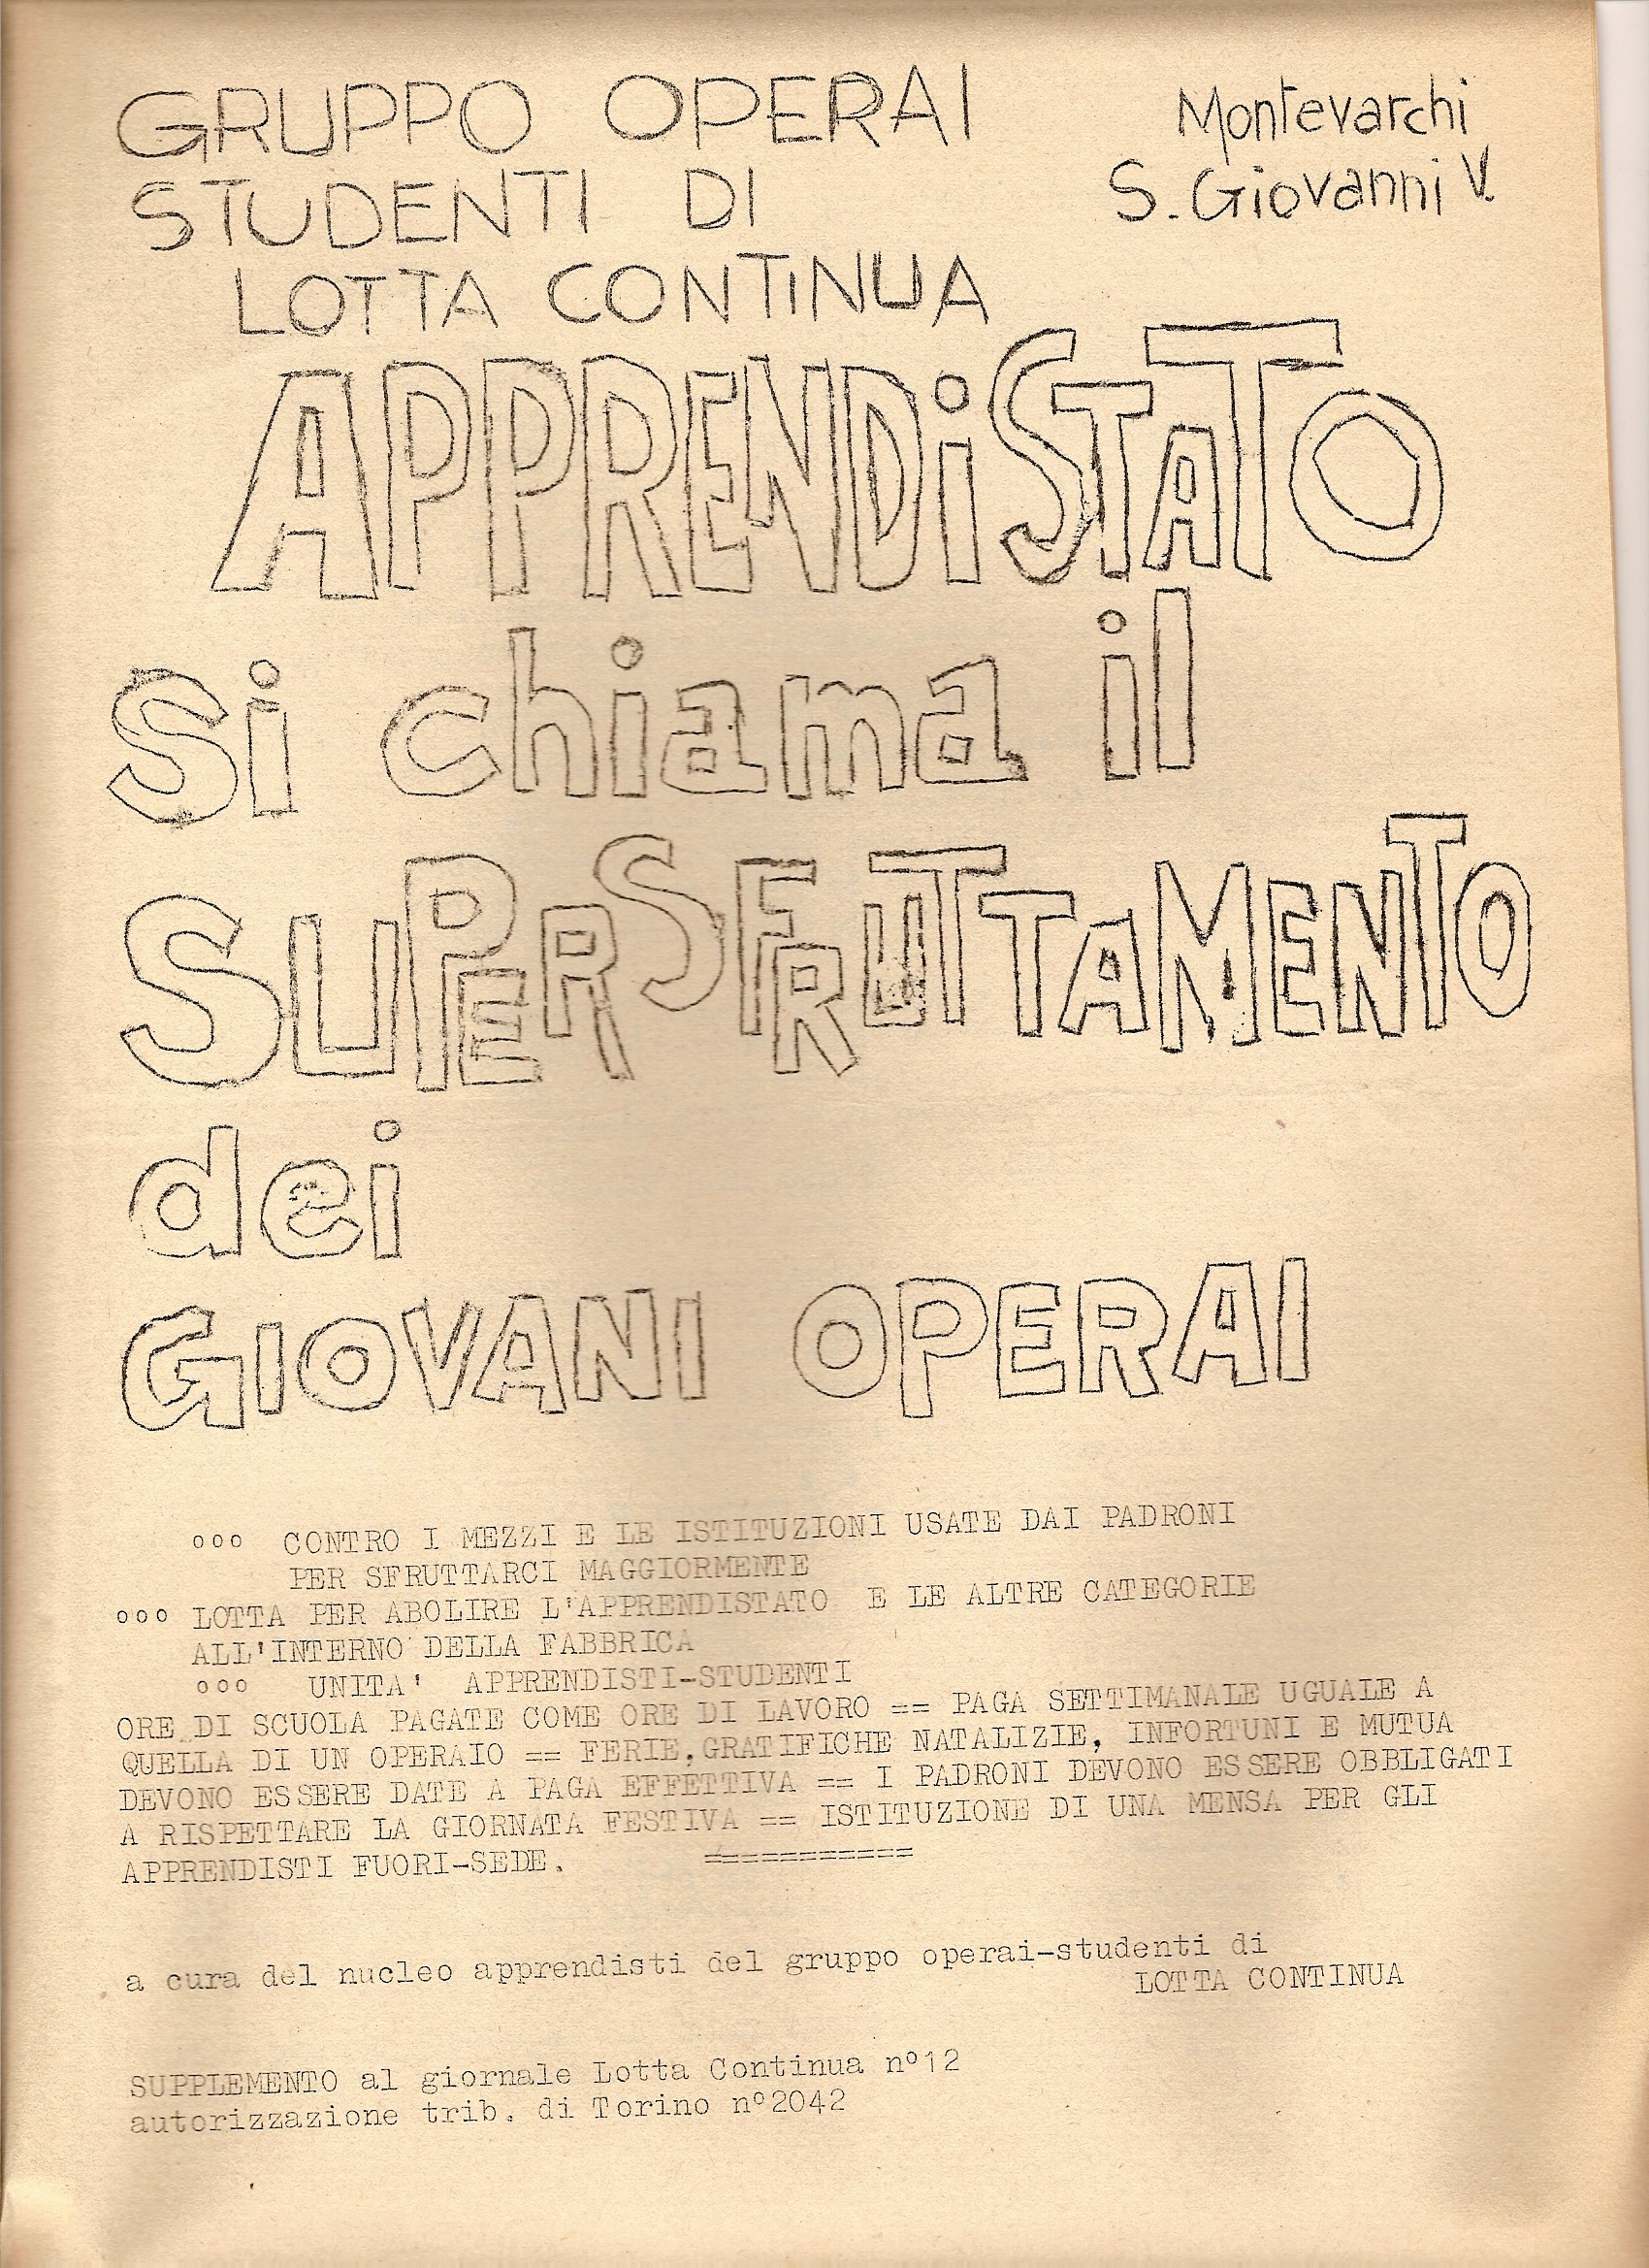 GRUPPO OPERAI
STUDENTI DI
LOTTA CONTINUA
Montevarchi
S. Giovanni V.
APPRENDiSTATO
Si chiama il
SUPERSFRUTTAMENTO
dei
GIOVANI OPERAI
ooo CONTRO I MEZZI E LE ISTITUZIONI USATE DAI PADRONI
PER SFRUTTARCI MAGGIORMENTE
ooo LOTTA PER ABOLIRE L'APPRENDISTATO E LE ALTRE CATEGORIE
ALL'INTERNO DELLA FABBRICA
ooo UNITA' APPRENDISTI-STUDENTI
ORE DI SCUOLA PAGATE COME ORE DI LAVORO == PAGA SETTIMANALE UGUALE A
QUELLA DI UN OPERAIO == FERIE,GRATIFICHE NATALIZIE, INFORTUNI E MUTUA
DEVONO ESSERE DATE A PAGA EFFETTIVA == I PADRONI DEVONO ESSERE OBBLIGATI
A RISPETTARE LA GIORNATA FESTIVA == ISTITUZIONE DI UNA MENSA PER GLI
APPRENDISTI FUORI-SEDE. ===========
a cura del nucleo apprendisti del gruppo operai-studenti di
LOTTA CONTINUA
SUPPLEMENTO al giornale Lotta Continua n°12
autorizzazione trib. di Torino n°2042